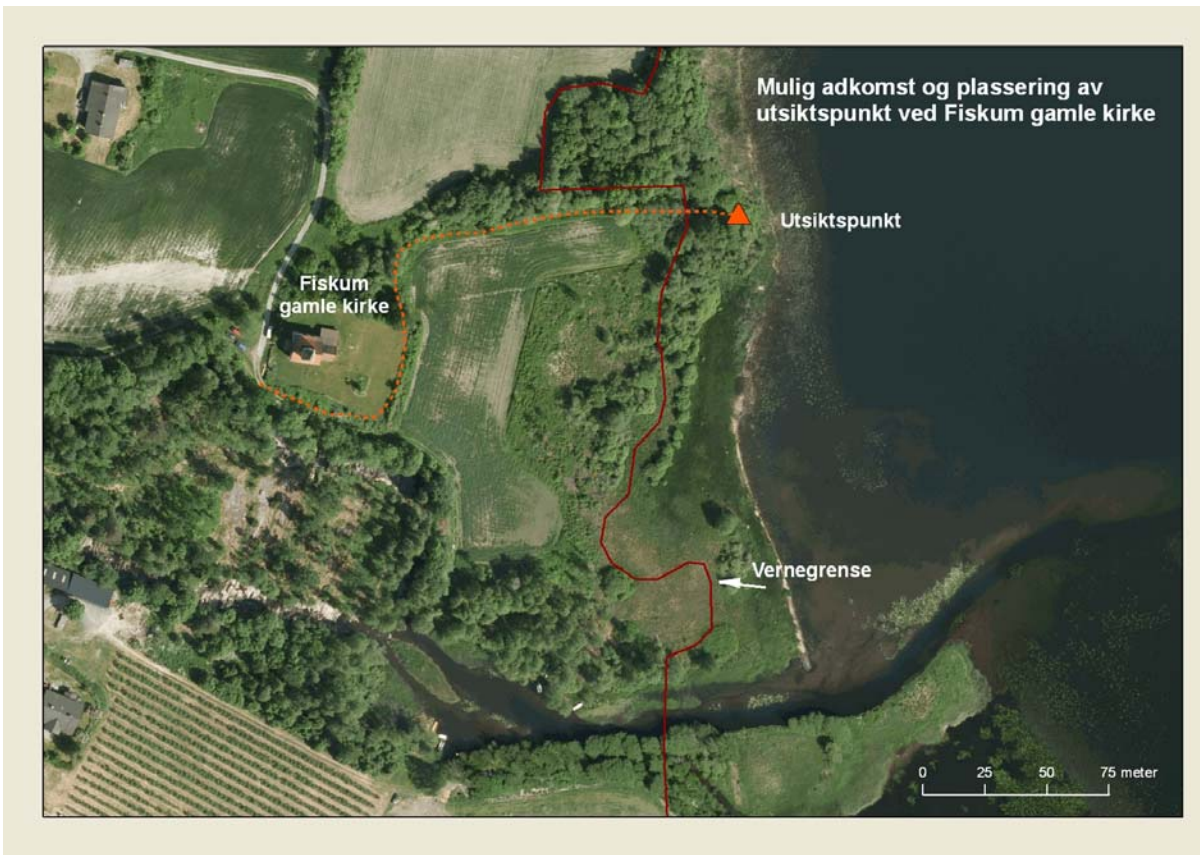 Mulig adkomst og plassering av
utsiktspunkt ved Fiskum gamle kirke
Utsiktspunkt
Fiskum
gamle kirke
Vernegrense
0 25 50 75 meter